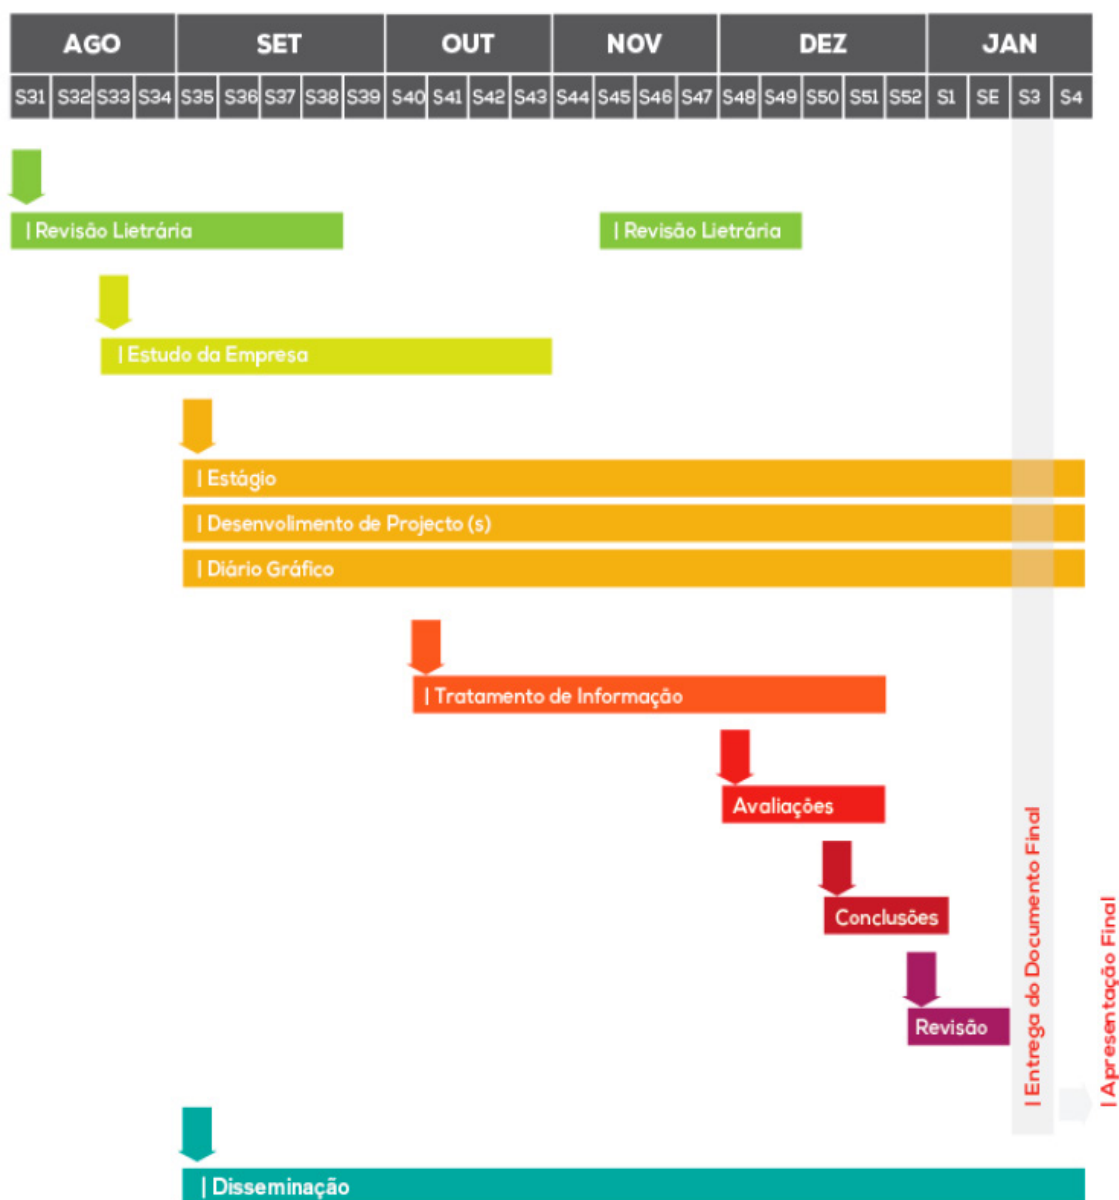 AGO SET OUT NOV DEZ JAN
S31 S32 S33 S34 S35 S36 S37 S38 S39 S40 S41 S42 S43 S44 S45 S46 S47 S48 S49 S50 S51 S52 S1 SE S3 S4
| Revisão Lietrária | Revisão Lietrária
| Estudo da Empresa
| Estágio
| Desenvolimento de Projecto (s)
| Diário Gráfico
| Tratamento de Informação
Avaliações
Conclusões
Revisão
| Entrega do Documento Final
| Apresentação Final
| Disseminação